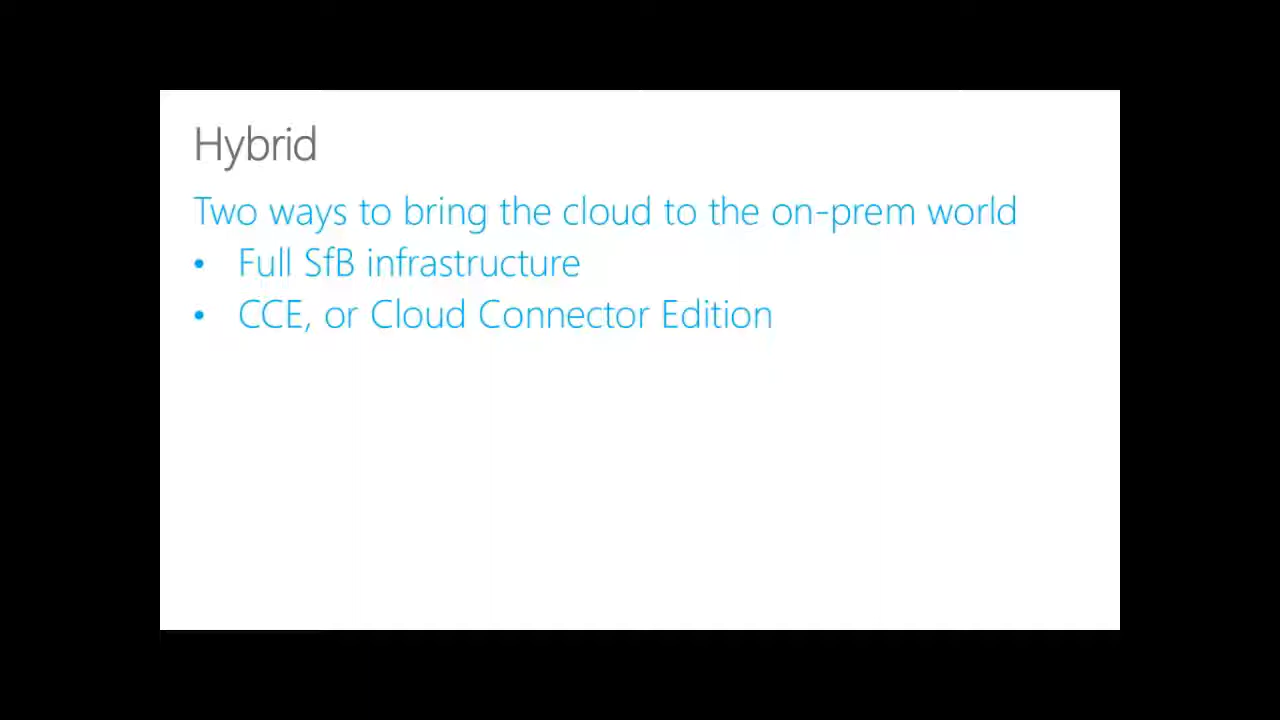 Hybrid
Two ways to bring the cloud to the on-prem world
• Full SfB infrastructure
• CCE, or Cloud Connector Edition